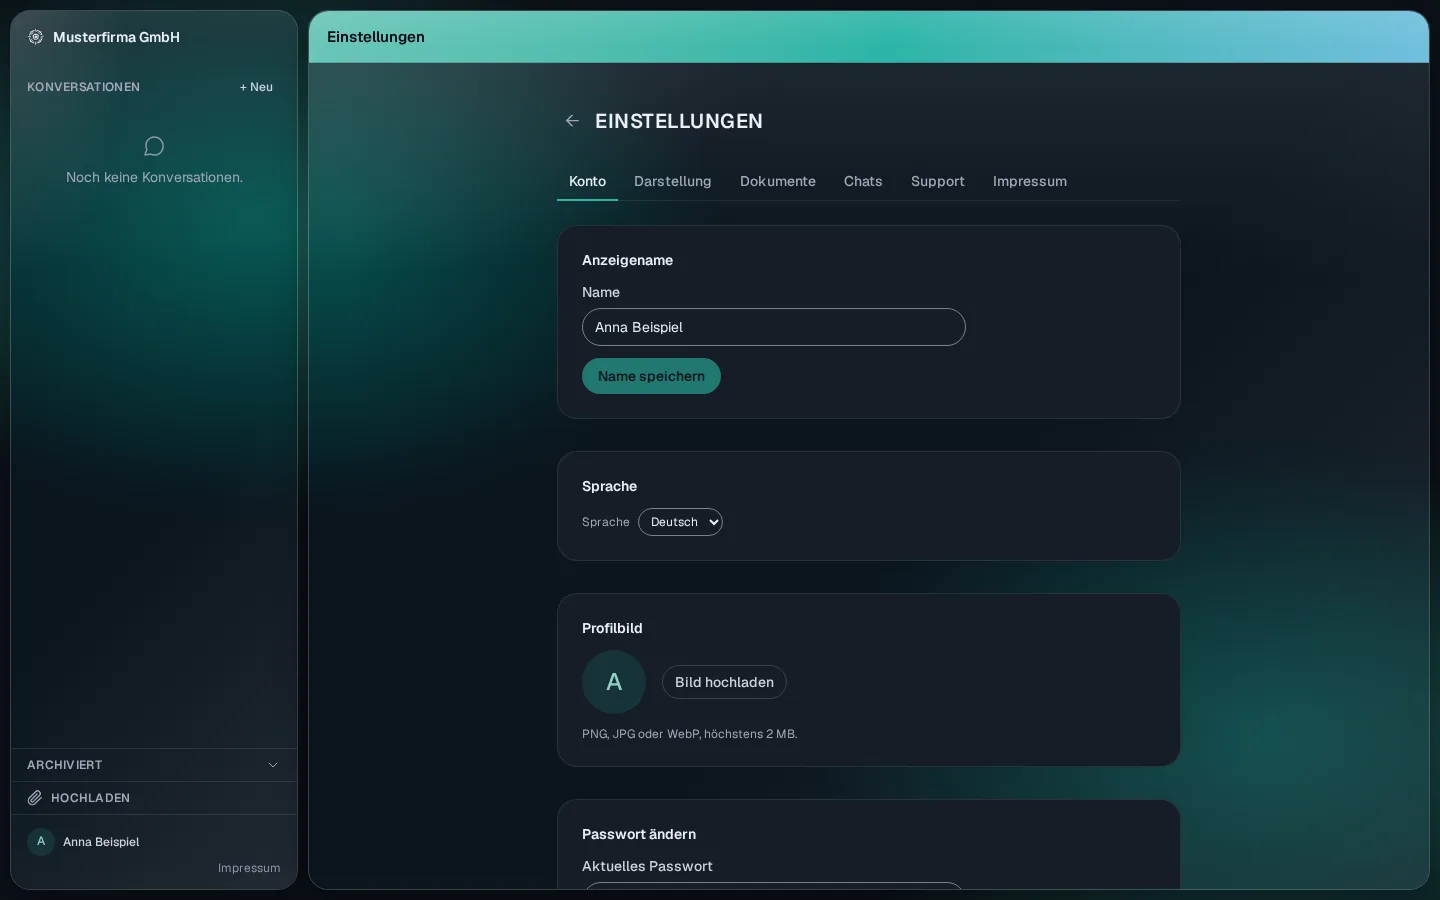 Musterfirma GmbH
KONVERSATIONEN
+ Neu
Noch keine Konversationen.
ARCHIVIERT
HOCHLADEN
A
Anna Beispiel
Impressum
Einstellungen
EINSTELLUNGEN
Konto Darstellung Dokumente Chats Support Impressum
Anzeigename
Name
Anna Beispiel
Name speichern
Sprache
Sprache Deutsch
Profilbild
A
Bild hochladen
PNG, JPG oder WebP, höchstens 2 MB.
Passwort ändern
Aktuelles Passwort